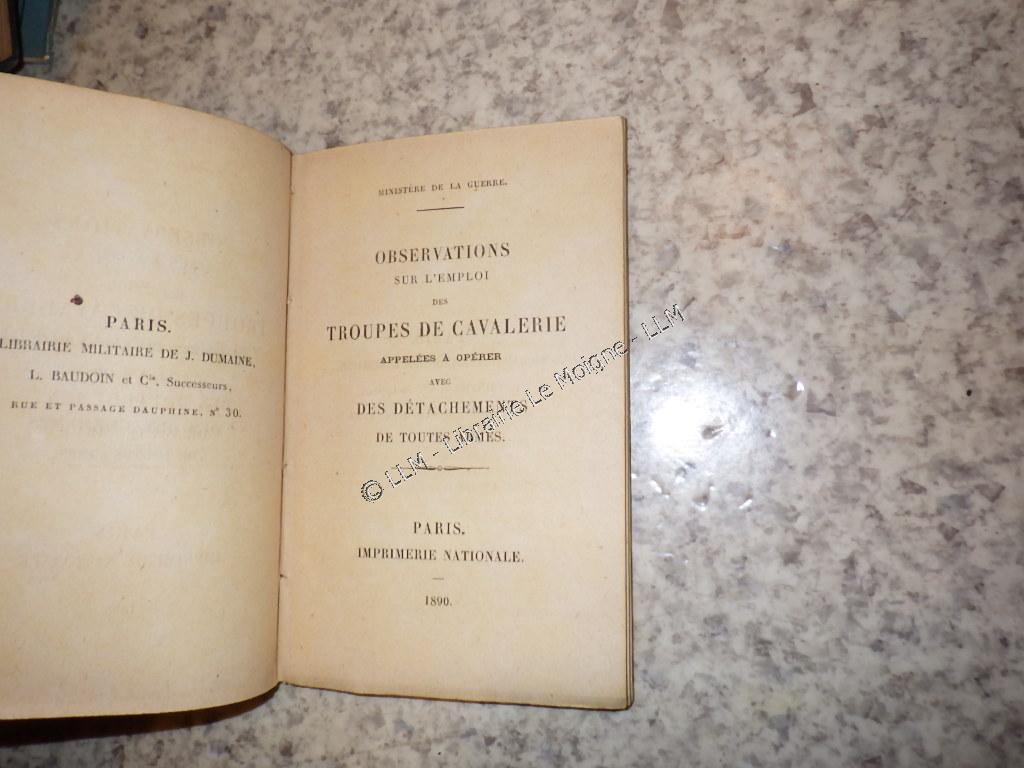 PARIS.
LIBRAIRIE MILITAIRE DE J. DUMAINE,
L. BAUDOIN et Cie, Successeurs,
RUE ET PASSAGE DAUPHINE, N° 30.
MINISTÈRE DE LA GUERRE.
OBSERVATIONS
SUR L'EMPLOI
DES
TROUPES DE CAVALERIE
APPELÉES À OPÉRER
AVEC
DES DÉTACHEMENTS
DE TOUTES ARMES.
PARIS.
IMPRIMERIE NATIONALE.
1890.
© LLM - Librairie Le Moigne - LLM